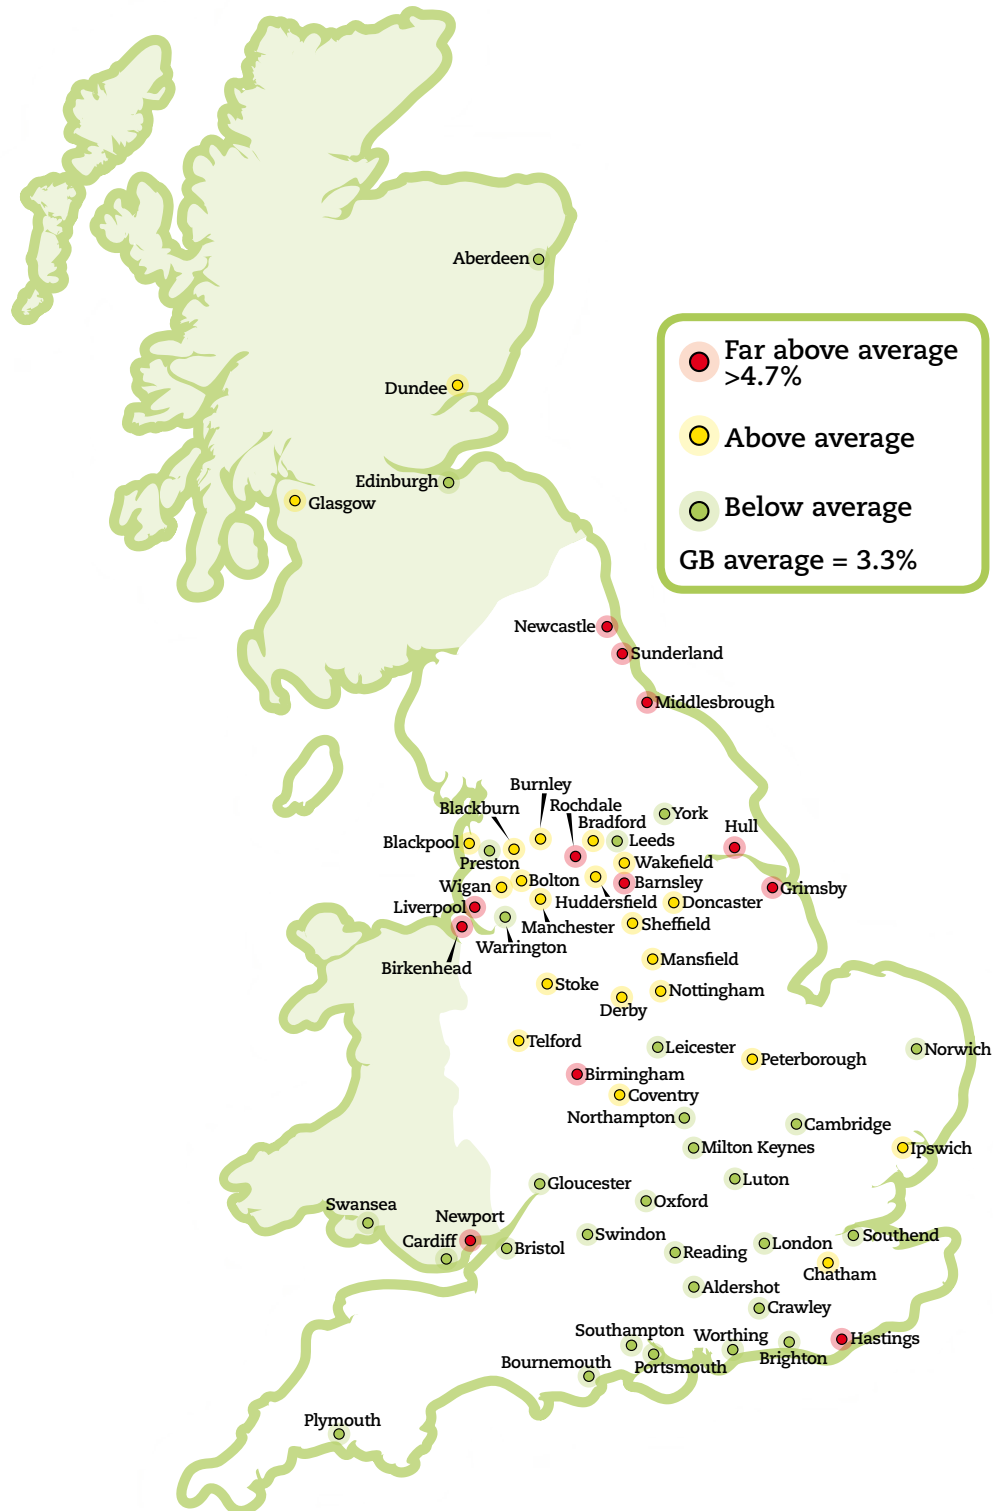 Aberdeen
Far above average
>4.7%
Dundee
Above average
Edinburgh
Glasgow
Below average
GB average = 3.3%
Newcastle
Sunderland
Middlesbrough
Burnley
Blackburn
Rochdale
York
Bradford
Hull
Blackpool
Leeds
Preston
Wakefield
Wigan
Bolton
Barnsley
Grimsby
Liverpool
Huddersfield
Doncaster
Manchester
Sheffield
Warrington
Birkenhead
Mansfield
Stoke
Nottingham
Derby
Telford
Leicester
Norwich
Peterborough
Birmingham
Coventry
Northampton
Cambridge
Milton Keynes
Ipswich
Gloucester
Luton
Oxford
Swansea
Newport
Swindon
Southend
Cardiff
Bristol
London
Reading
Chatham
Aldershot
Crawley
Southampton
Worthing
Hastings
Bournemouth
Portsmouth
Brighton
Plymouth